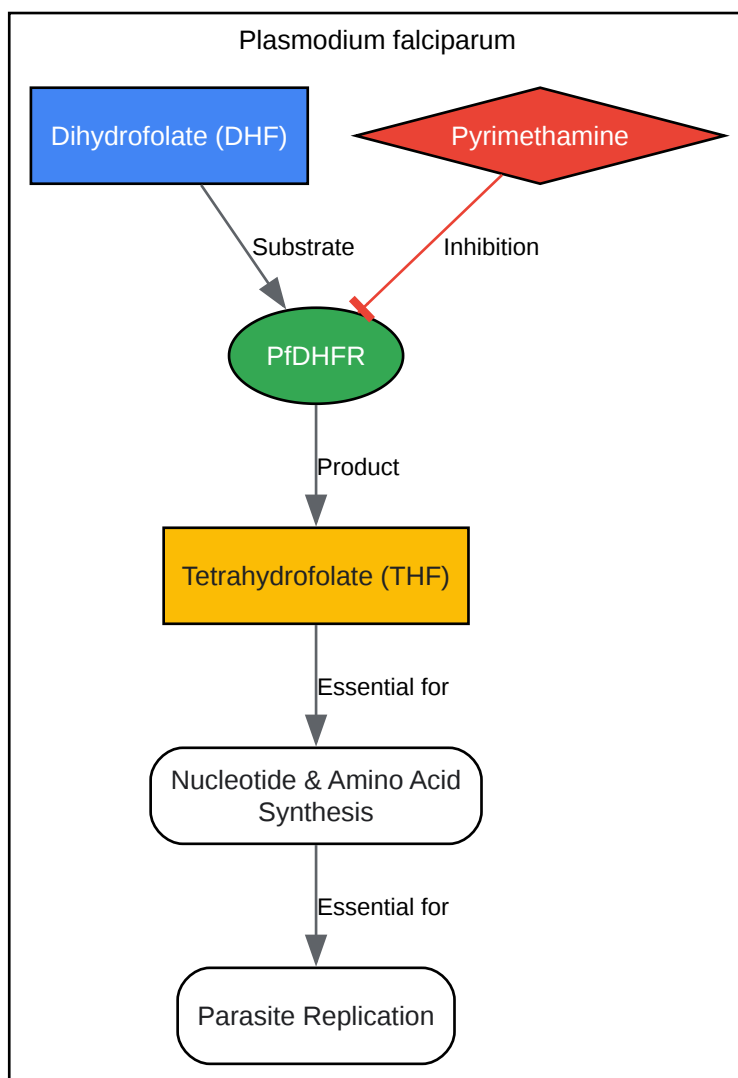 Plasmodium falciparum
Dihydrofolate (DHF)
Pyrimethamine
Substrate
Inhibition
PfDHFR
Product
Tetrahydrofolate (THF)
Essential for
Nucleotide & Amino Acid
Synthesis
Essential for
Parasite Replication